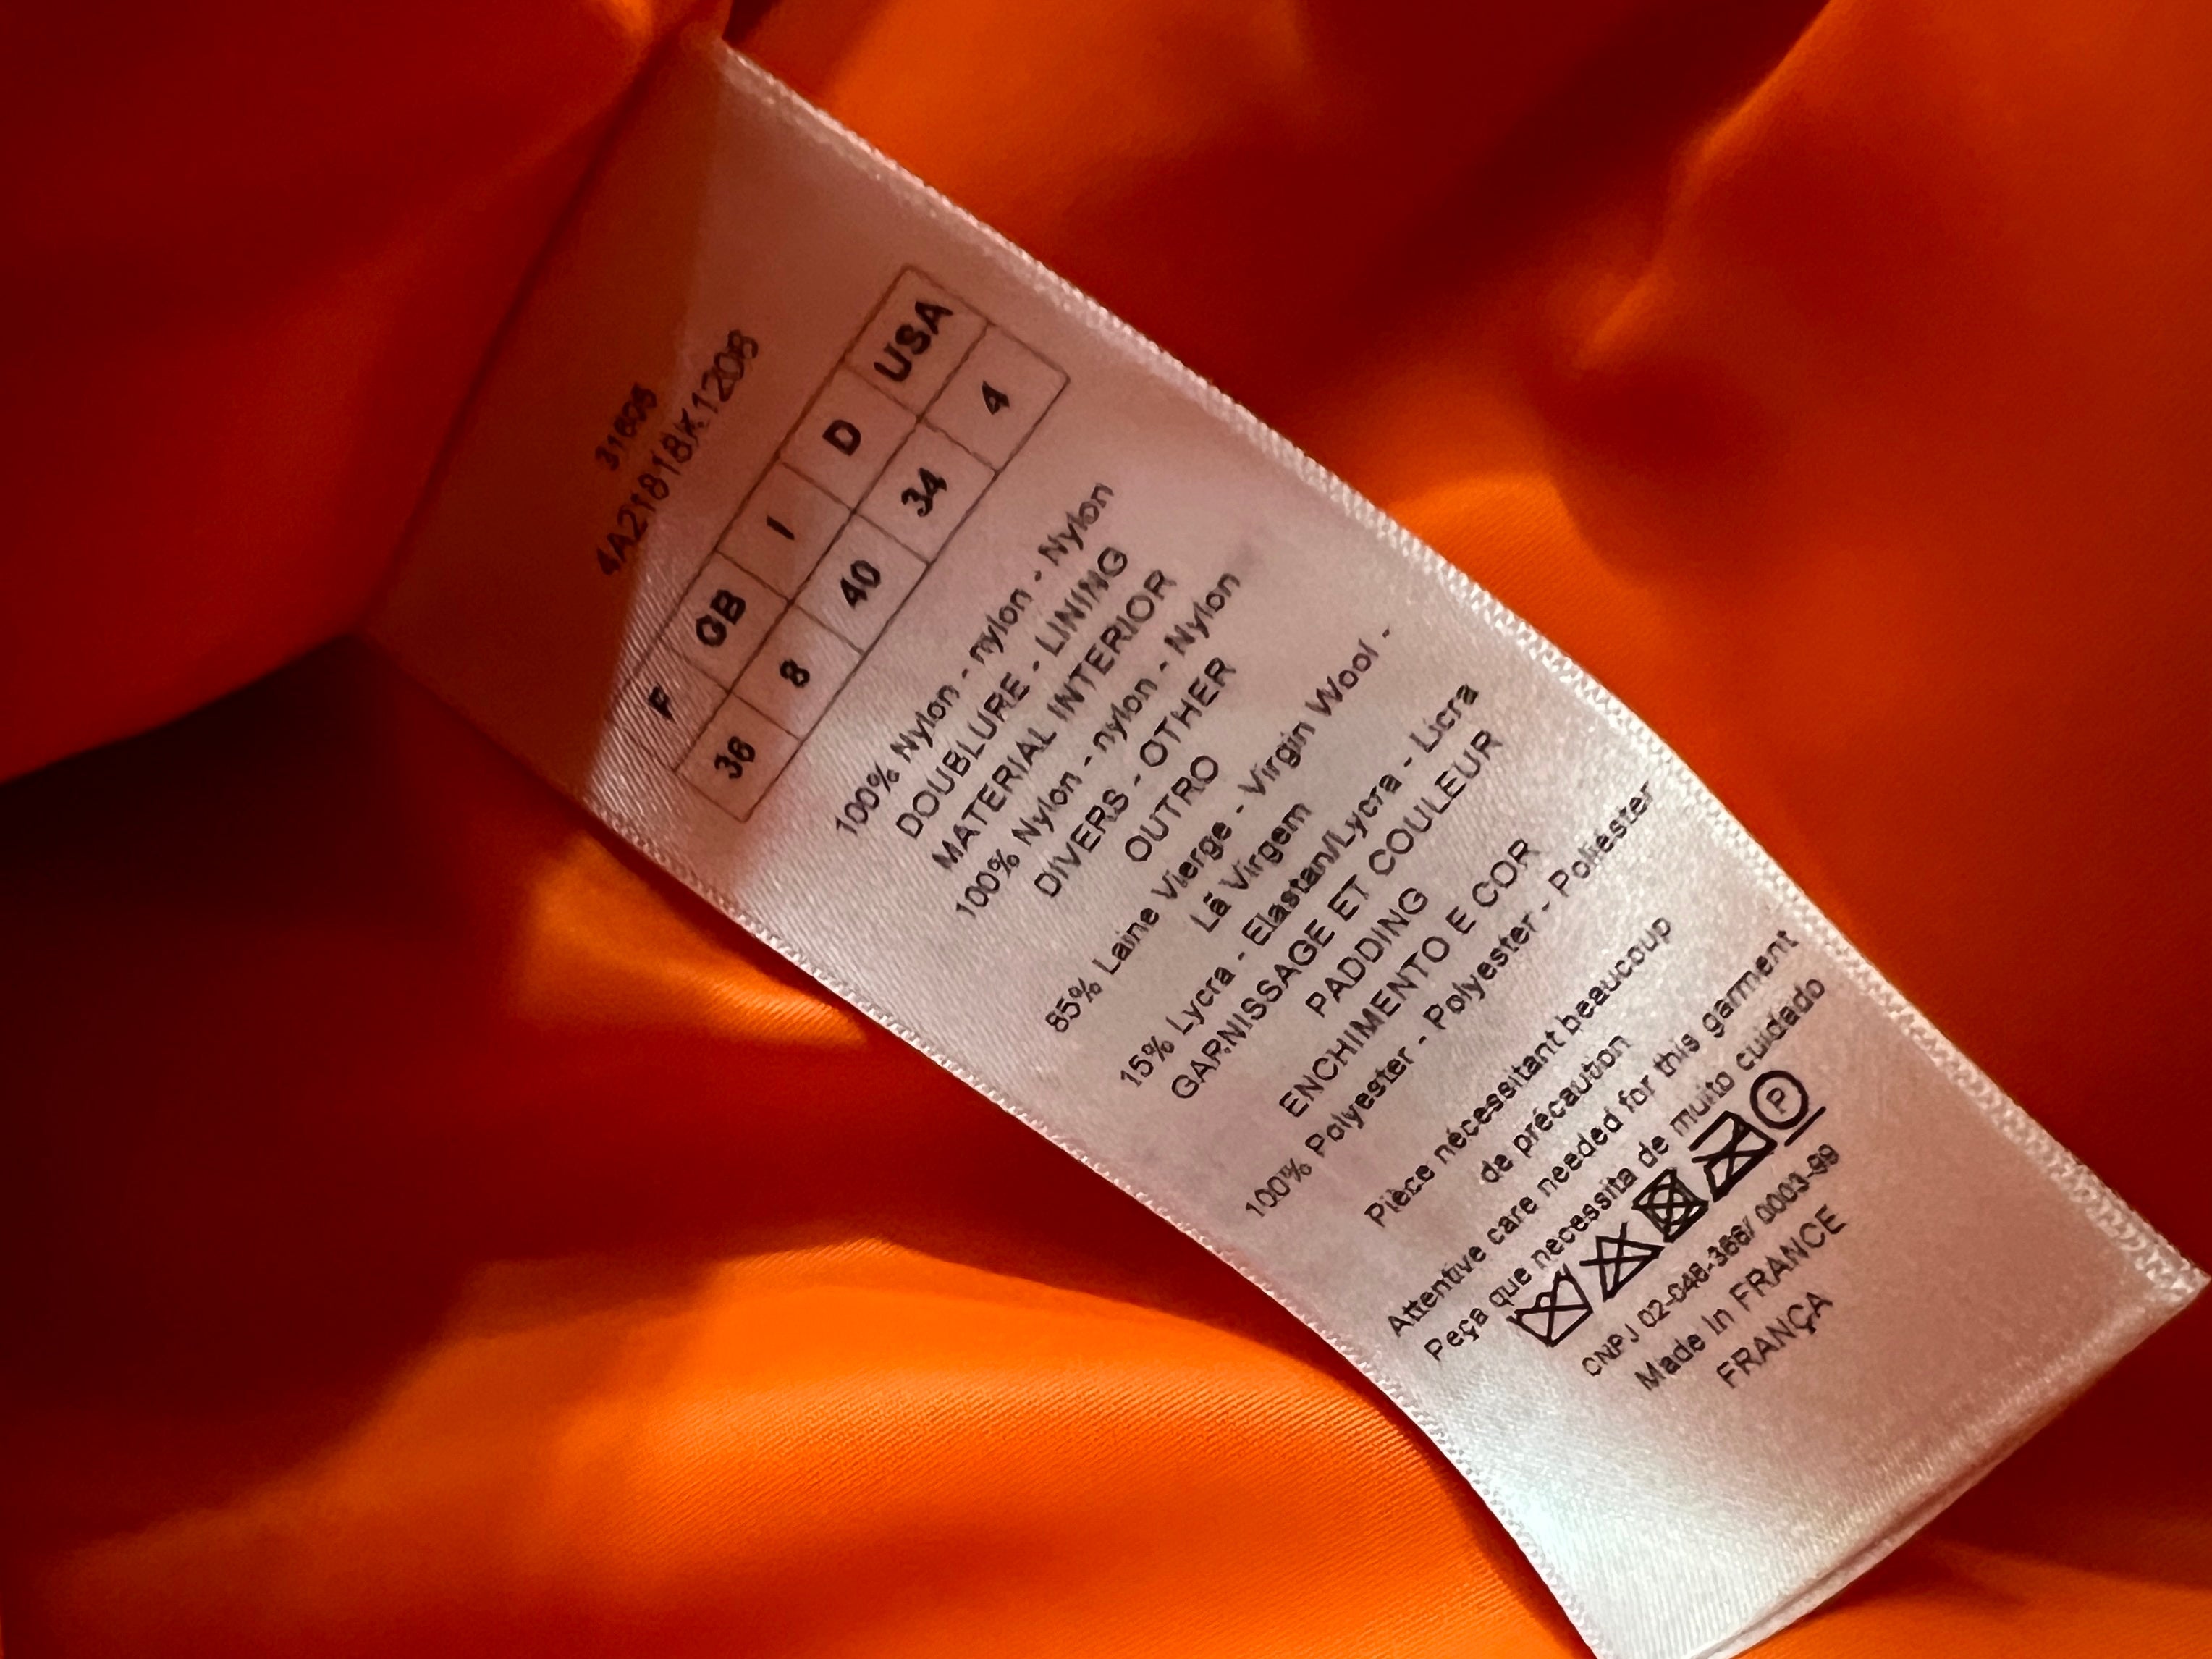 4A21818K1208
F GB I D USA
36 8 40 34 4
100% Nylon - nylon - Nylon
DOUBLURE - LINING
MATERIAL INTERIOR
100% Nylon - nylon - Nylon
DIVERS - OTHER
OUTRO
85% Laine Vierge - Virgin Wool -
Lã Virgem
15% Lycra - Elastan/Lycra - Licra
GARNISSAGE ET COULEUR
PADDING
ENCHIMENTO E COR
100% Polyester - Polyester - Poliéster
Pièce nécessitant beaucoup
de précaution
Attentive care needed for this garment
Peça que necessita de muito cuidado
P
CNPJ 02-048-366/ 0003-99
Made In FRANCE
FRANÇA